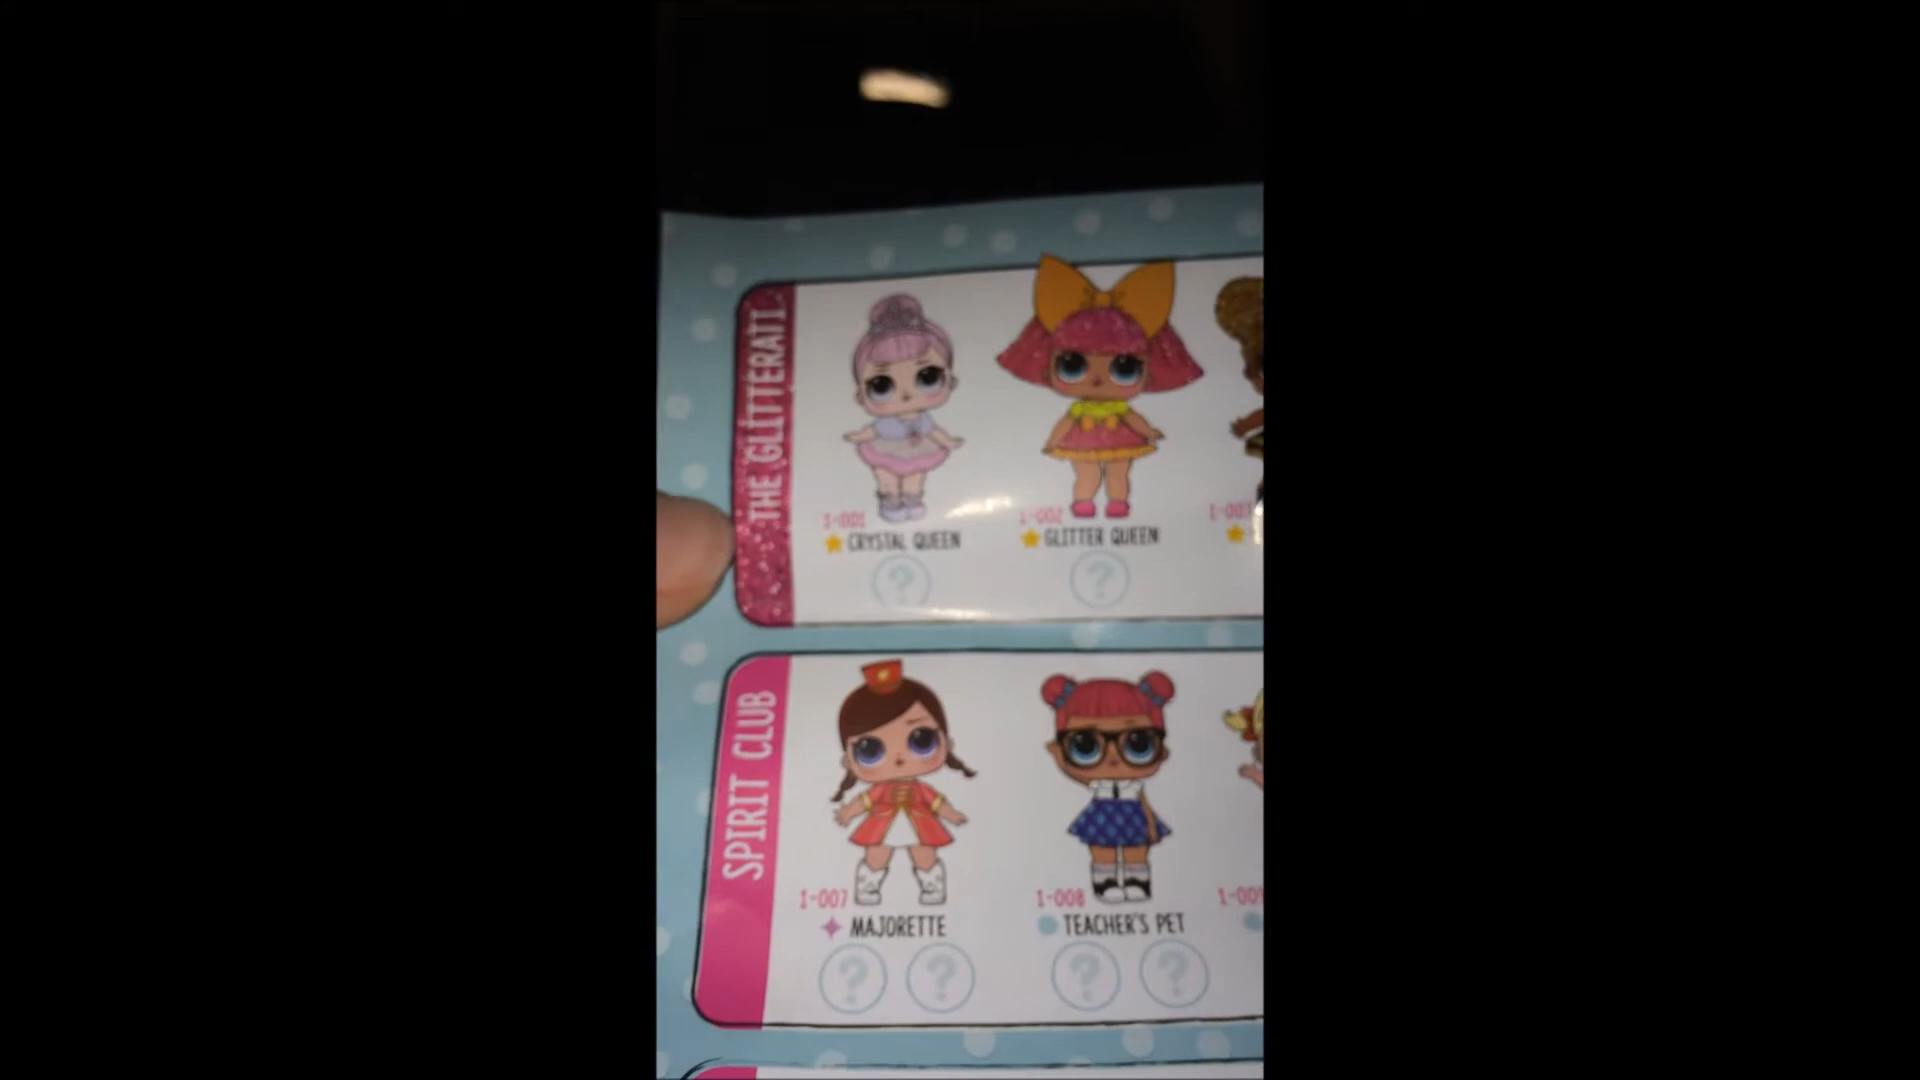 THE GLITTERATI
1-001
★ CRYSTAL QUEEN
?
1-002
★ GLITTER QUEEN
?
SPIRIT CLUB
1-007
MAJORETTE
? ?
1-008
TEACHER'S PET
? ?